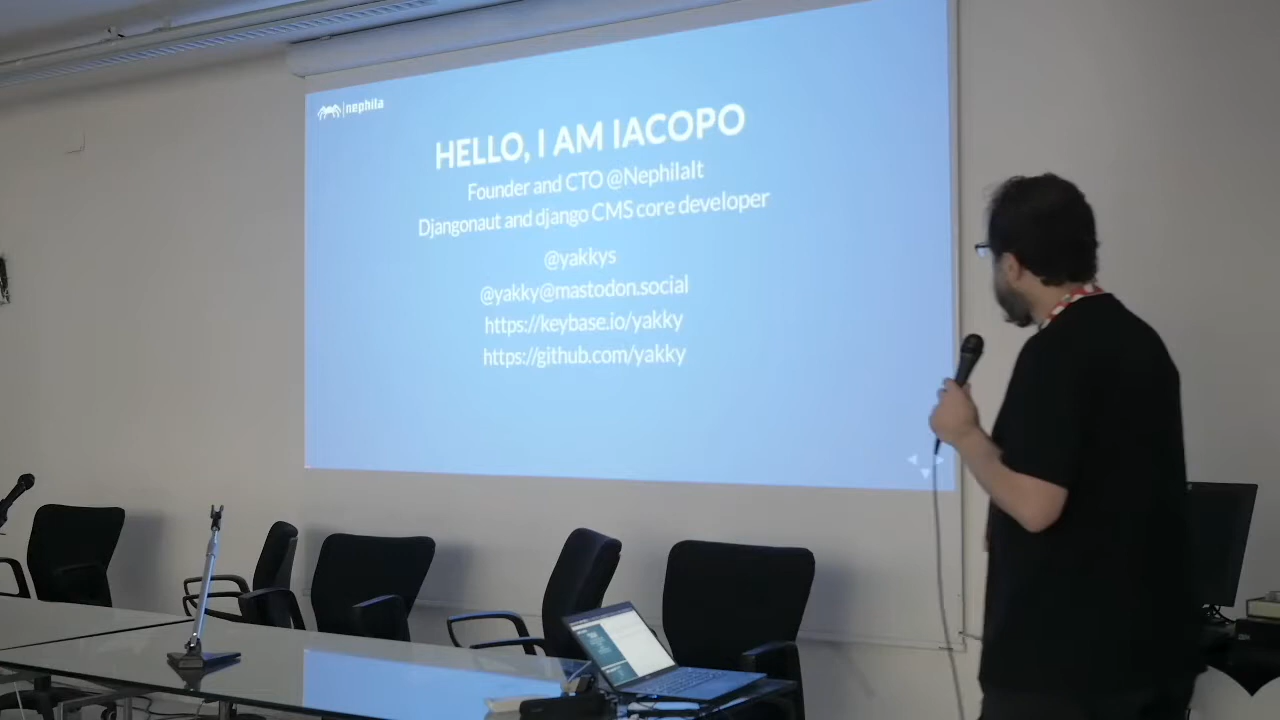 nephila
HELLO, I AM IACOPO
Founder and CTO @NephilaIt
Djangonaut and django CMS core developer
@yakkys
@yakky@mastodon.social
https://keybase.io/yakky
https://github.com/yakky